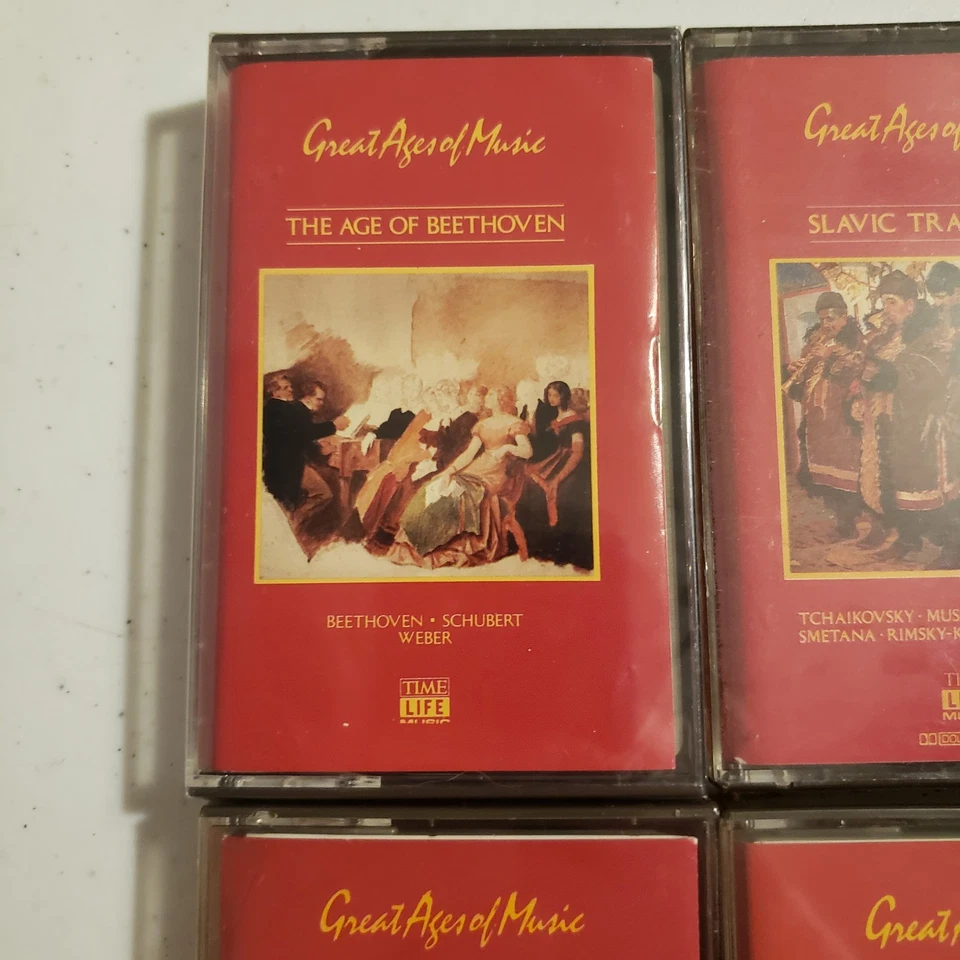 Great Ages of Music
THE AGE OF BEETHOVEN
BEETHOVEN • SCHUBERT
WEBER
TIME
LIFE
MUSIC
Great Ages of
SLAVIC TRA
TCHAIKOVSKY · MUS
SMETANA · RIMSKY-K
Great Ages of Music
Great